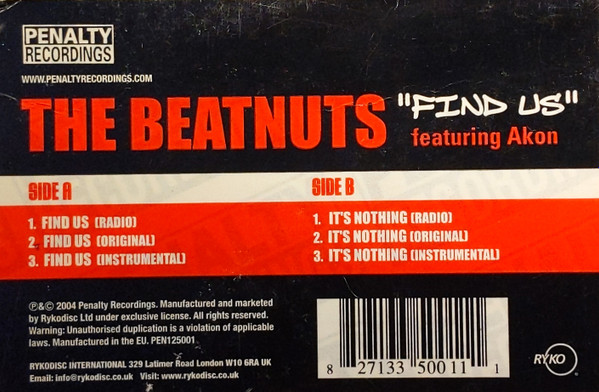 PENALTY
RECORDINGS
WWW.PENALTYRECORDINGS.COM
THE BEATNUTS "FIND US"
featuring Akon
SIDE A
1. FIND US (RADIO)
2. FIND US (ORIGINAL)
3. FIND US (INSTRUMENTAL)
SIDE B
1. IT'S NOTHING (RADIO)
2. IT'S NOTHING (ORIGINAL)
3. IT'S NOTHING (INSTRUMENTAL)
℗&© 2004 Penalty Recordings. Manufactured and marketed
by Rykodisc Ltd under exclusive license. All rights reserved.
Warning: Unauthorised duplication is a violation of applicable
laws. Manufactured in the EU. PEN125001
RYKODISC INTERNATIONAL 329 Latimer Road London W10 6RA UK
Email: info@rykodisc.co.uk Visit: www.rykodisc.co.uk
8 27133 50011 1
RYKO